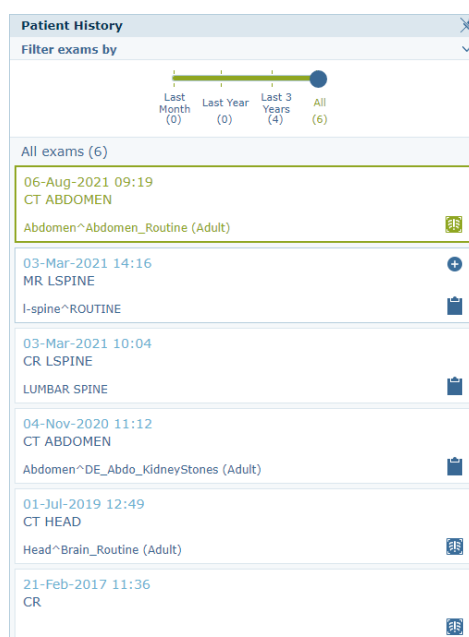 Patient History
Filter exams by
Last Month (0)
Last Year (0)
Last 3 Years (4)
All (6)
All exams (6)
06-Aug-2021 09:19
CT ABDOMEN
Abdomen^Abdomen_Routine (Adult)
03-Mar-2021 14:16
MR LSPINE
l-spine^ROUTINE
03-Mar-2021 10:04
CR LSPINE
LUMBAR SPINE
04-Nov-2020 11:12
CT ABDOMEN
Abdomen^DE_Abdo_KidneyStones (Adult)
01-Jul-2019 12:49
CT HEAD
Head^Brain_Routine (Adult)
21-Feb-2017 11:36
CR